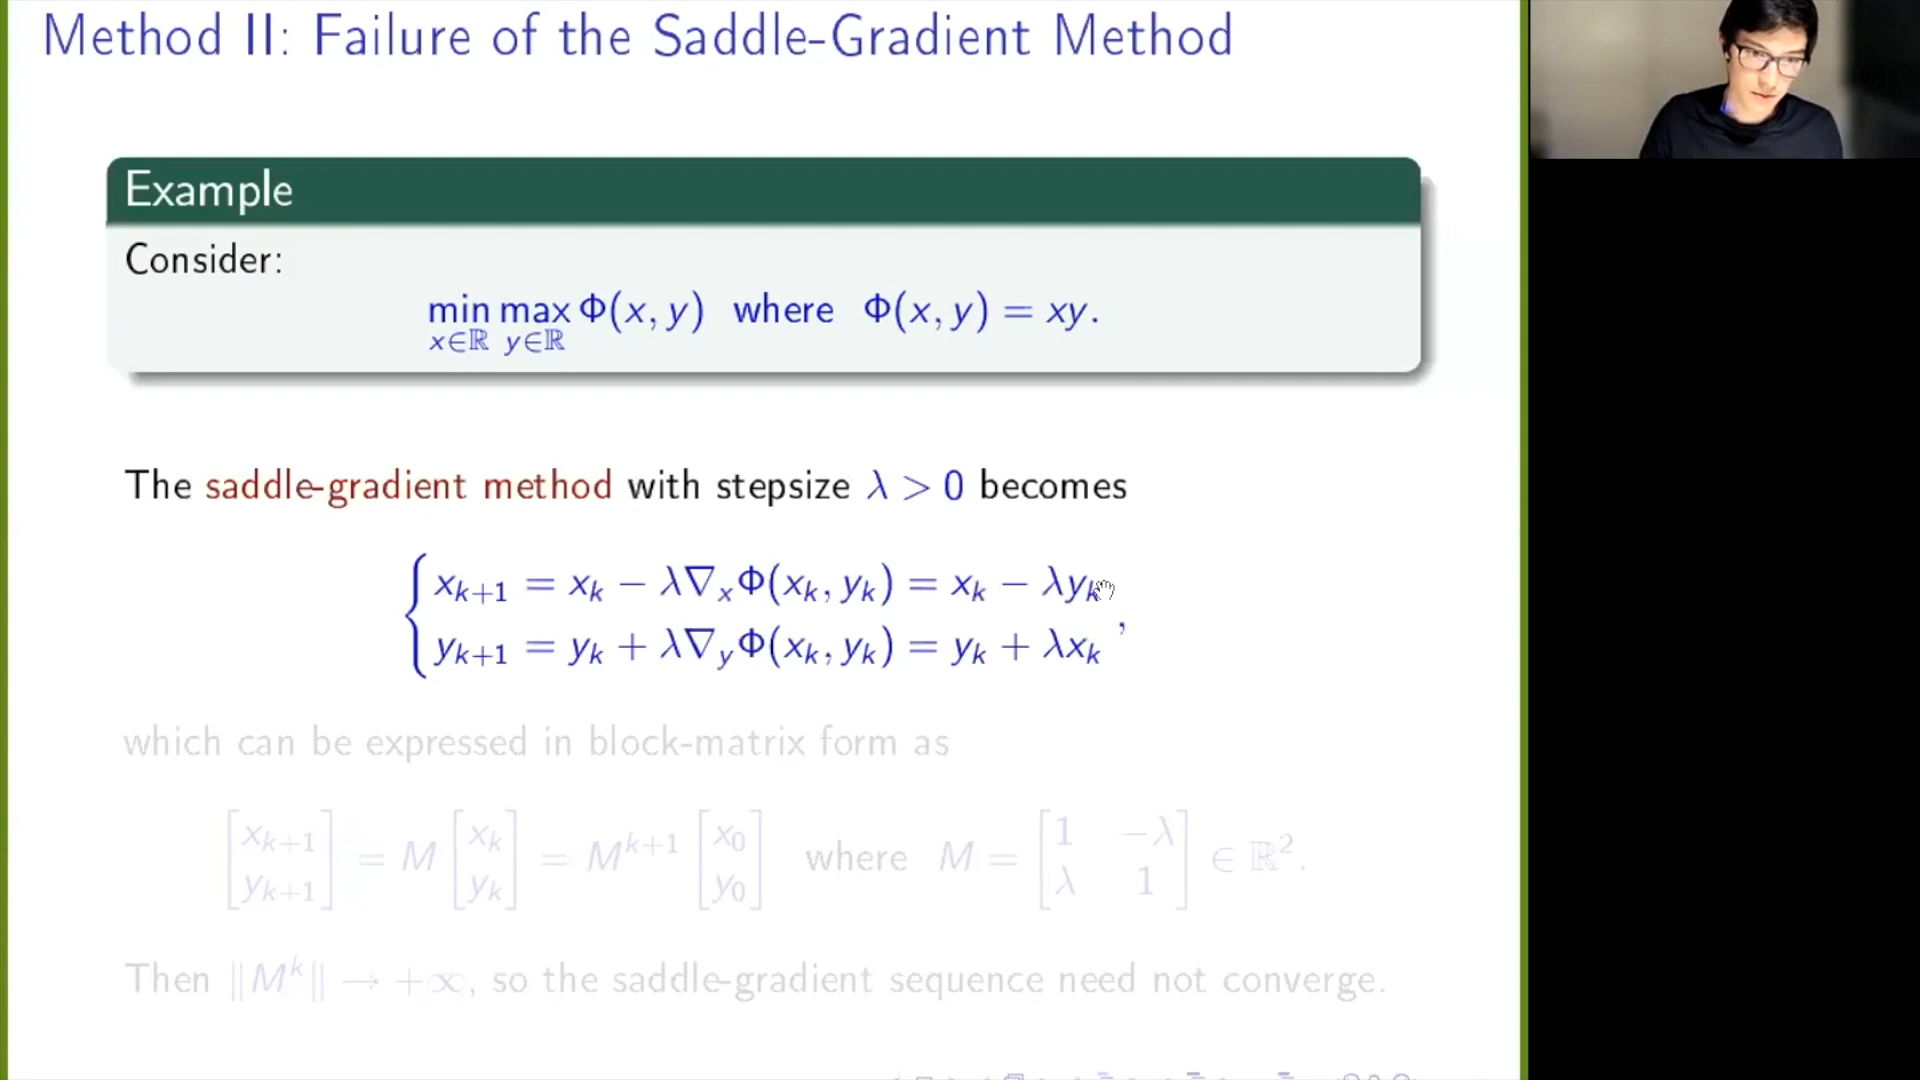 Method II: Failure of the Saddle-Gradient Method
Example
Consider:
min max Φ(x, y) where Φ(x, y) = xy.
x∈ℝ y∈ℝ
The saddle-gradient method with stepsize λ > 0 becomes
{ x_{k+1} = x_k − λ∇_xΦ(x_k, y_k) = x_k − λy_k
y_{k+1} = y_k + λ∇_yΦ(x_k, y_k) = y_k + λx_k ,
which can be expressed in block-matrix form as
[x_{k+1} y_{k+1}] = M [x_k y_k] = M^{k+1} [x_0 y_0] where M = [1 −λ λ 1] ∈ ℝ².
Then ‖M^k‖ → +∞, so the saddle-gradient sequence need not converge.